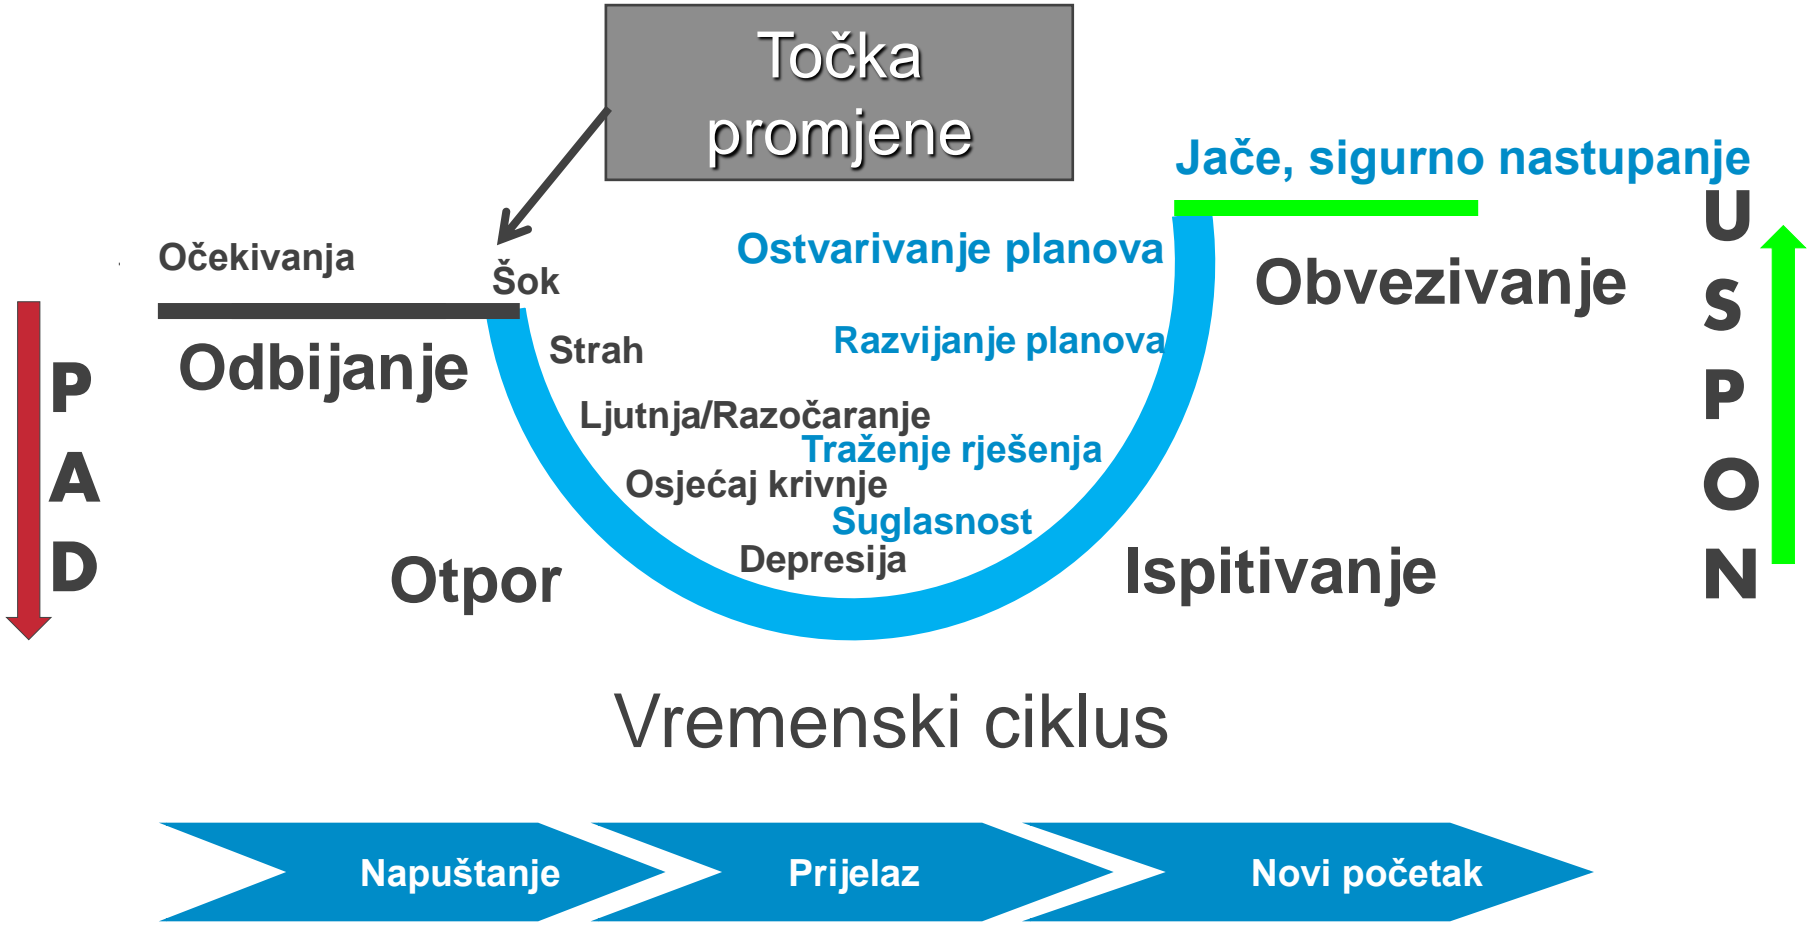 Točka
promjene
Jače, sigurno nastupanje
Očekivanja
Šok
Ostvarivanje planova
Obvezivanje
Odbijanje
Strah
Razvijanje planova
Ljutnja/Razočaranje
Traženje rješenja
Osjećaj krivnje
Suglasnost
Depresija
Otpor
Ispitivanje
P
A
D
U
S
P
O
N
Vremenski ciklus
Napuštanje
Prijelaz
Novi početak